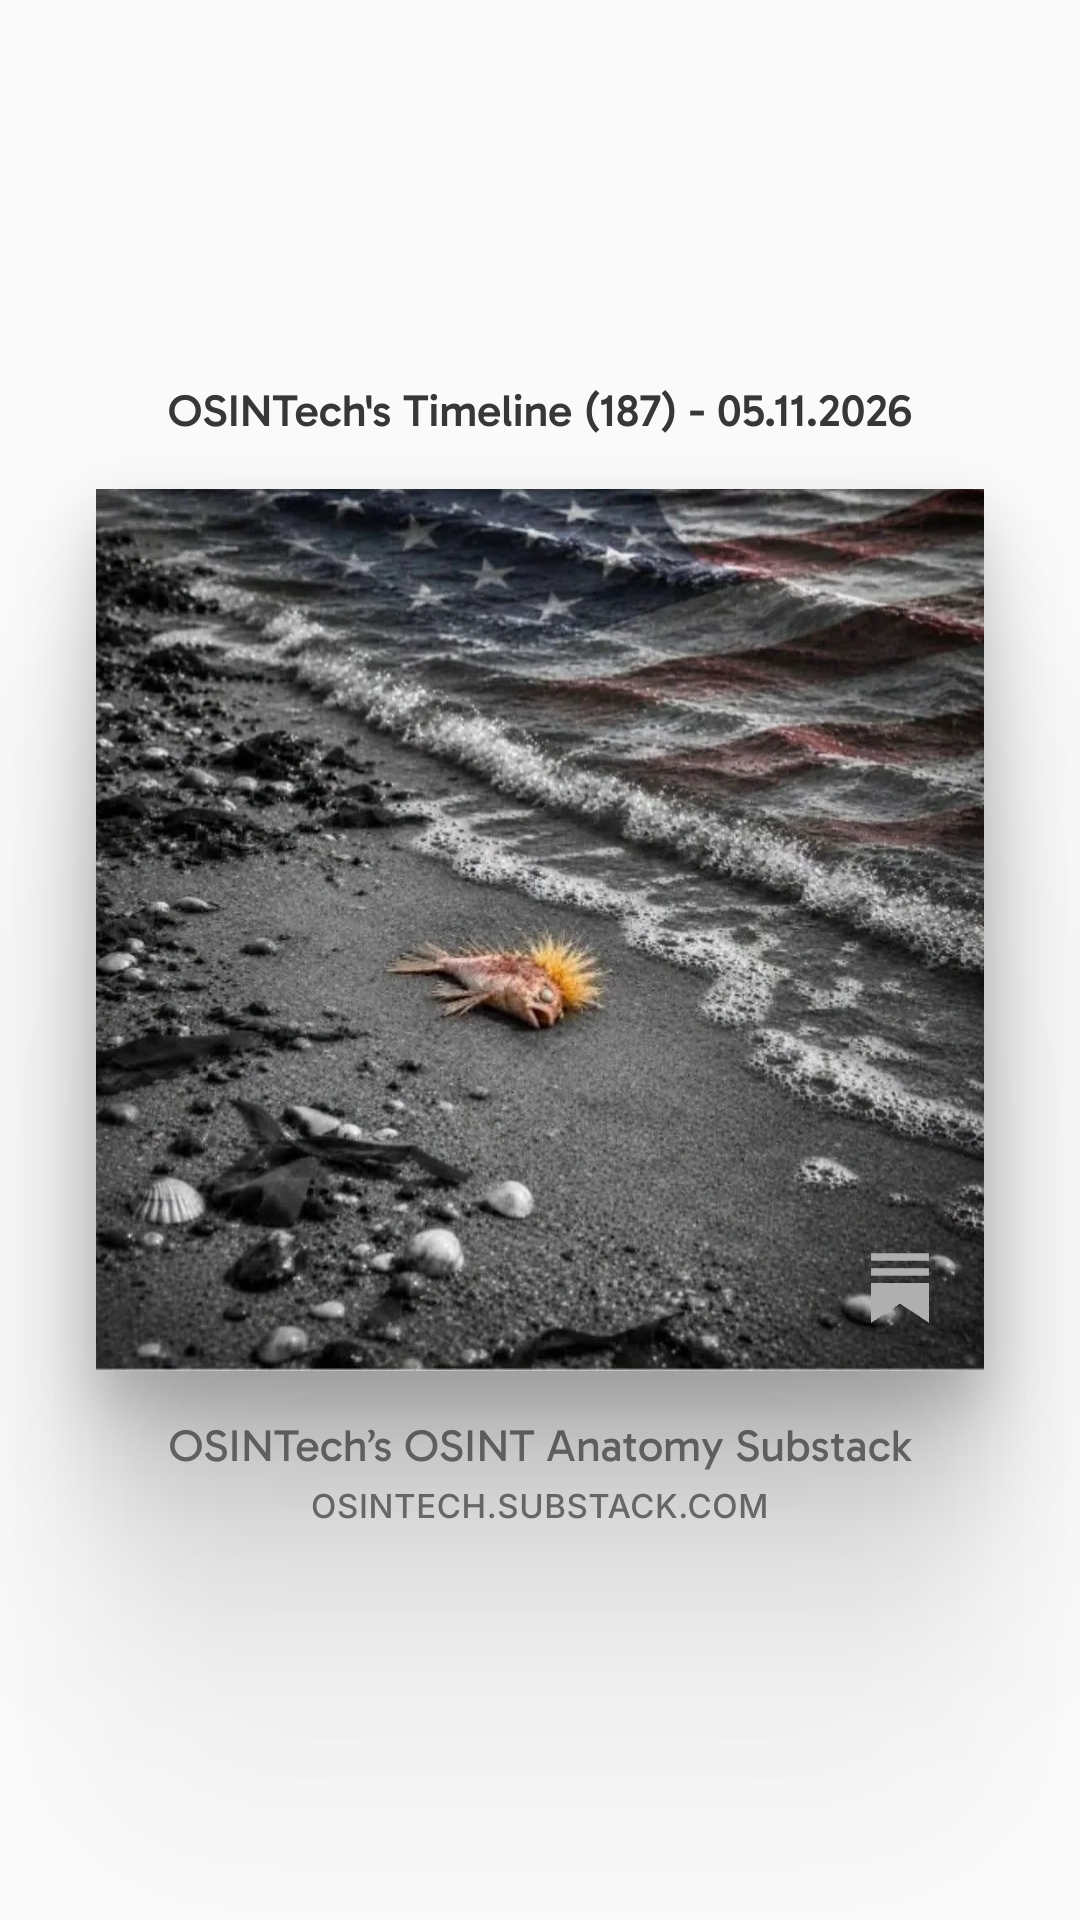 OSINTech's Timeline (187) - 05.11.2026
OSINTech’s OSINT Anatomy Substack
OSINTECH.SUBSTACK.COM